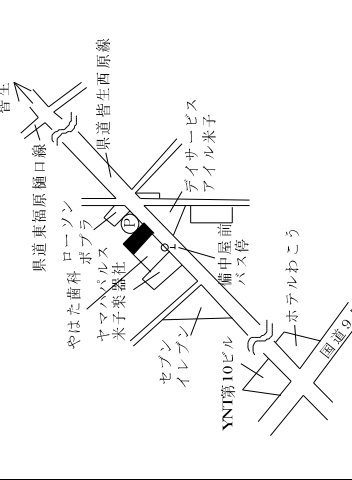 皆生
県道皆生西原線
県道東福原樋口線
デイサービス
アイル米子
ローソン
ポプラ
やはた歯科
ヤマハパルス
米子楽器社
P
備中屋前
バス停
セブン
イレブン
ホテルわこう
YNT第10ビル
国道9